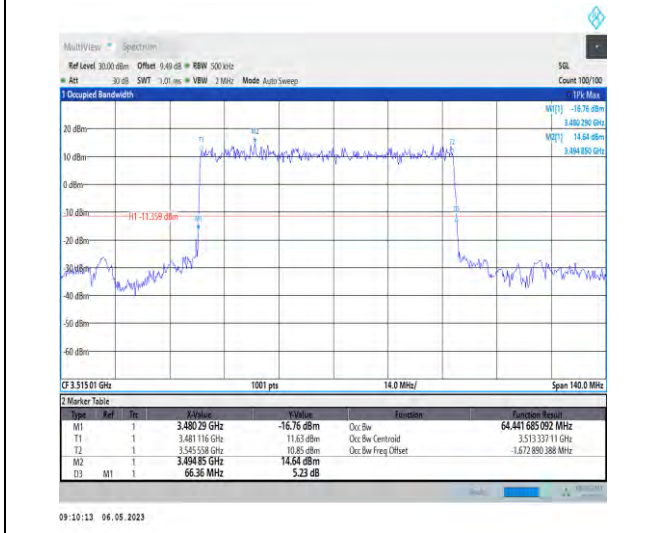 MultiView Spectrum
Ref Level 30.00 dBm Offset 9.49 dB RBW 500 kHz SGL
Att 30 dB SWT 1.01 ms VBW 2 MHz Mode Auto Sweep Count 100/100
1 Occupied Bandwidth 1Pk Max
M1[1] -16.76 dBm
3.480 290 GHz
M2[1] 14.64 dBm
3.494 850 GHz
20 dBm
M2
T1 T2
10 dBm
0 dBm
-10 dBm
H1 -11.359 dBm
M1
D3
-20 dBm
-30 dBm
-40 dBm
-50 dBm
-60 dBm
CF 3.515 01 GHz 1001 pts 14.0 MHz/ Span 140.0 MHz
2 Marker Table
Type Ref Trc X-Value Y-Value Function Function Result
M1 1 3.480 29 GHz -16.76 dBm Occ Bw 64.441 685 092 MHz
T1 1 3.481 116 GHz 11.63 dBm Occ Bw Centroid 3.513 337 11 GHz
T2 1 3.545 558 GHz 10.85 dBm Occ Bw Freq Offset -1.672 890 388 MHz
M2 1 3.494 85 GHz 14.64 dBm
D3 M1 1 66.36 MHz 5.23 dB
09:10:13 06.05.2023